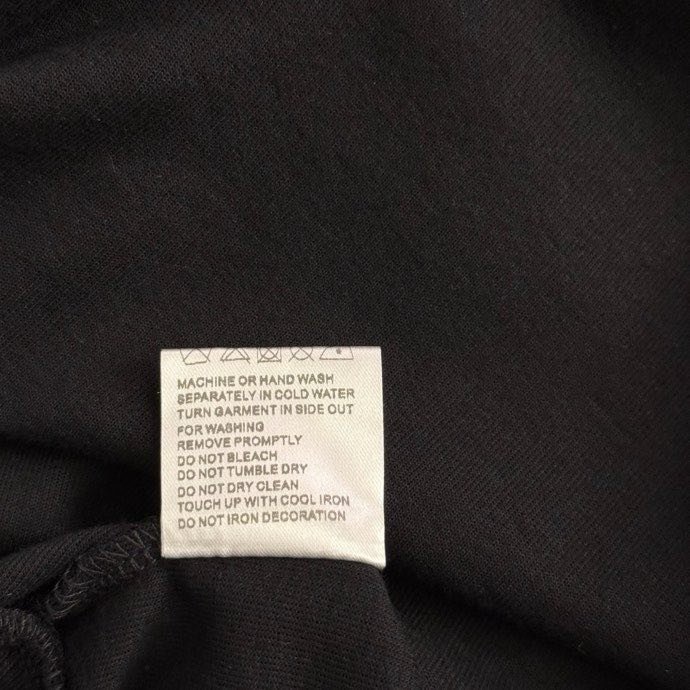 MACHINE OR HAND WASH
SEPARATELY IN COLD WATER
TURN GARMENT IN SIDE OUT
FOR WASHING
REMOVE PROMPTLY
DO NOT BLEACH
DO NOT TUMBLE DRY
DO NOT DRY CLEAN
TOUCH UP WITH COOL IRON
DO NOT IRON DECORATION